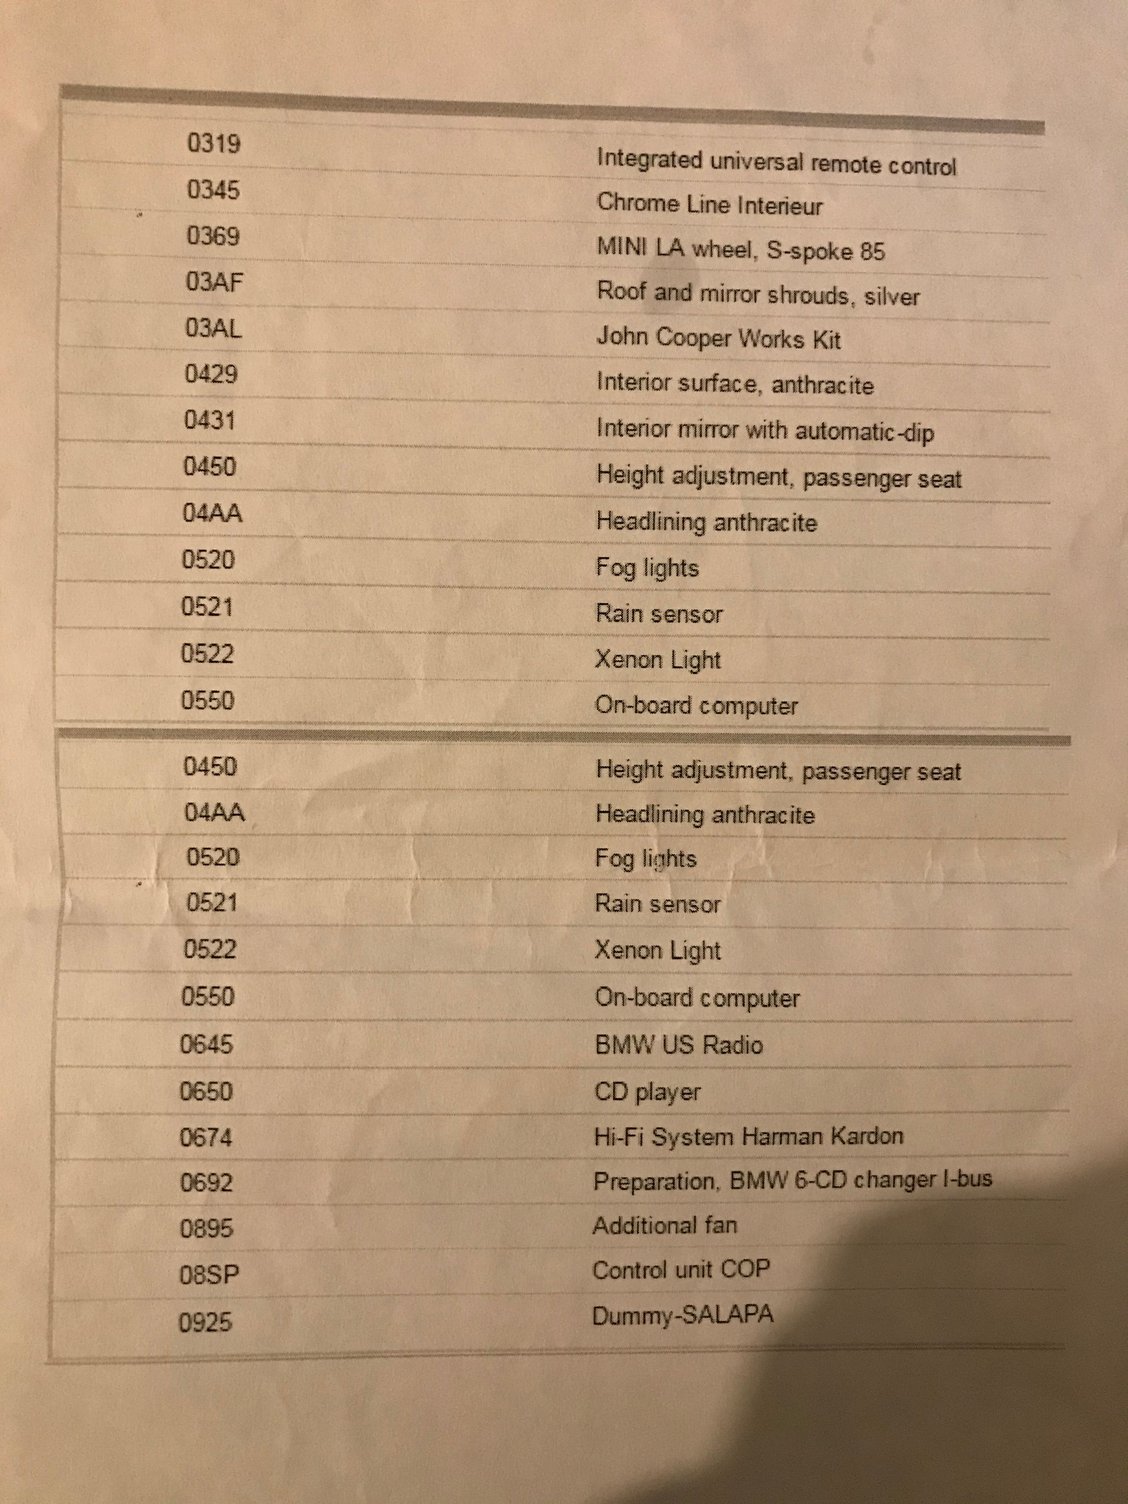 0319 Integrated universal remote control
0345 Chrome Line Interieur
0369 MINI LA wheel, S-spoke 85
03AF Roof and mirror shrouds, silver
03AL John Cooper Works Kit
0429 Interior surface, anthracite
0431 Interior mirror with automatic-dip
0450 Height adjustment, passenger seat
04AA Headlining anthracite
0520 Fog lights
0521 Rain sensor
0522 Xenon Light
0550 On-board computer
0450 Height adjustment, passenger seat
04AA Headlining anthracite
0520 Fog lights
0521 Rain sensor
0522 Xenon Light
0550 On-board computer
0645 BMW US Radio
0650 CD player
0674 Hi-Fi System Harman Kardon
0692 Preparation, BMW 6-CD changer I-bus
0895 Additional fan
08SP Control unit COP
0925 Dummy-SALAPA